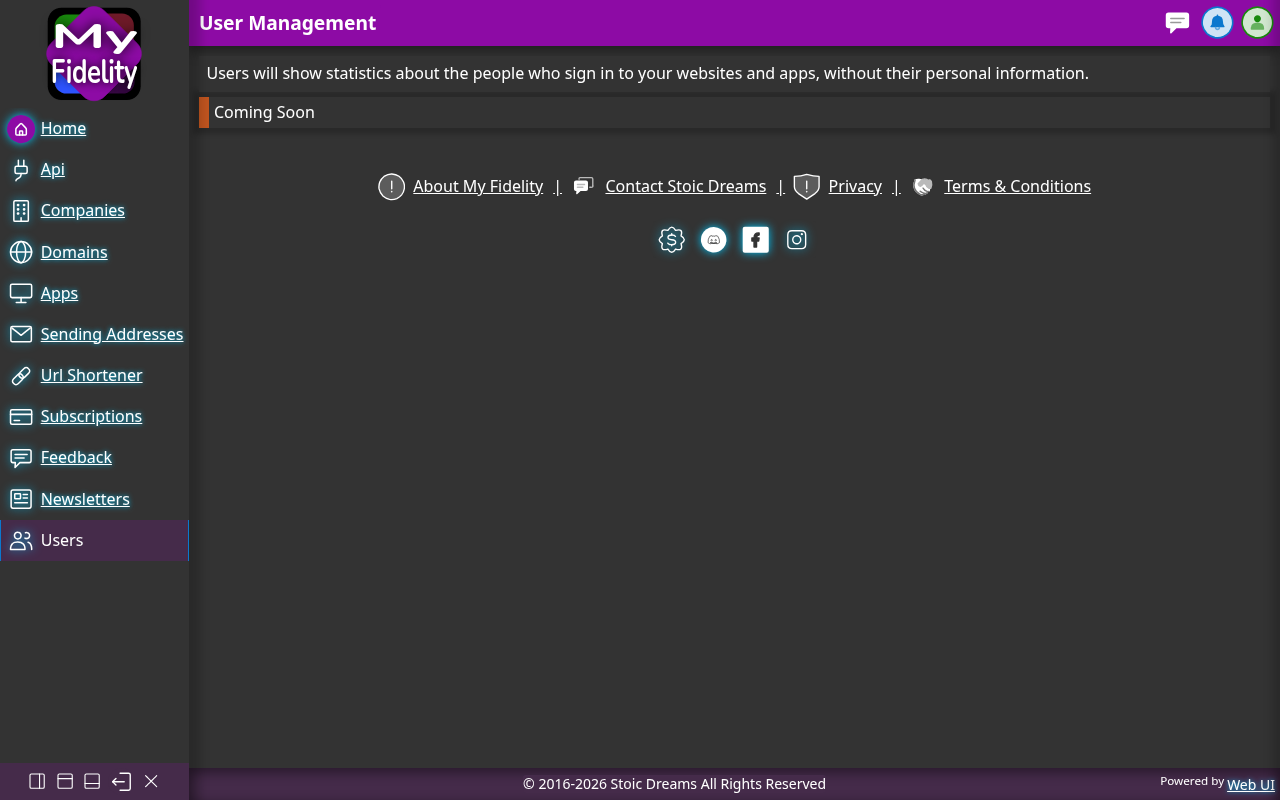 My
Fidelity
User Management
Home
Api
Companies
Domains
Apps
Sending Addresses
Url Shortener
Subscriptions
Feedback
Newsletters
Users
Users will show statistics about the people who sign in to your websites and apps, without their personal information.
Coming Soon
About My Fidelity | Contact Stoic Dreams | Privacy | Terms & Conditions
© 2016-2026 Stoic Dreams All Rights Reserved
Powered by Web UI